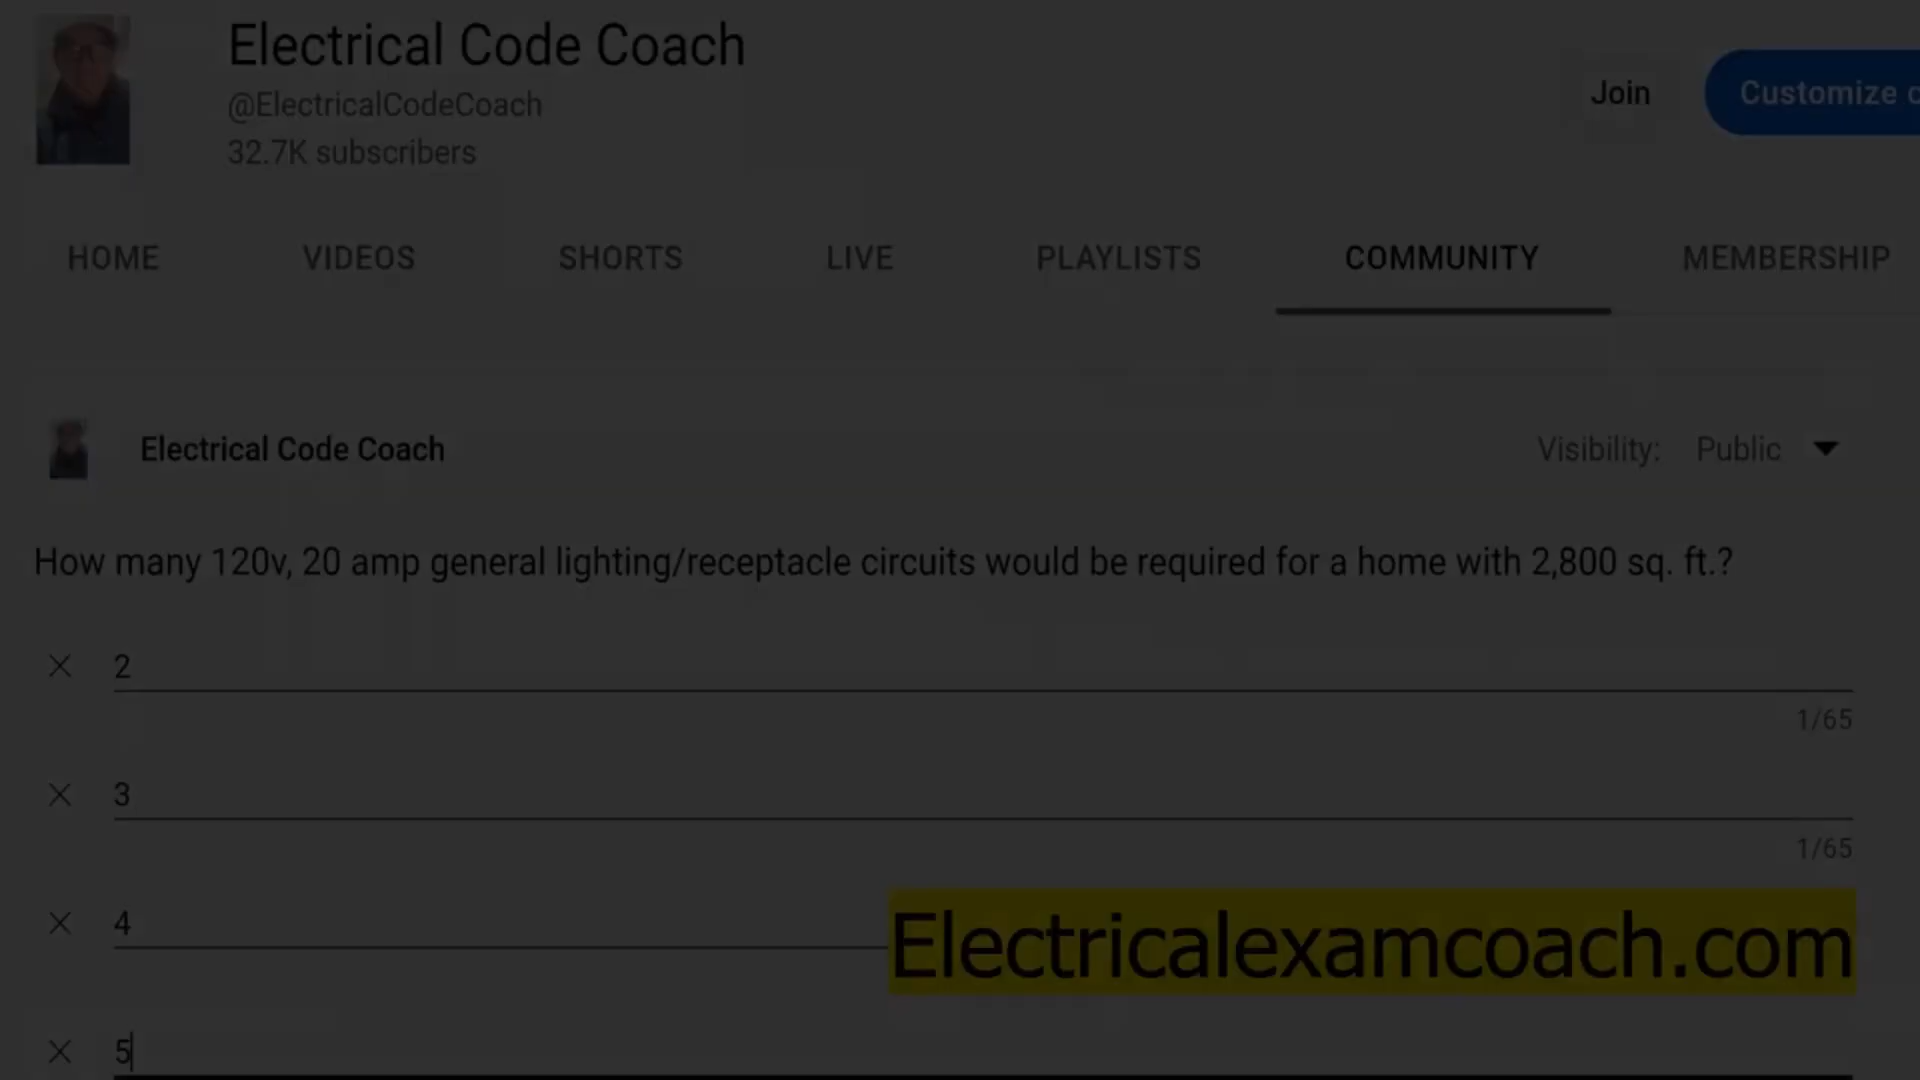 Electrical Code Coach
@ElectricalCodeCoach
32.7K subscribers
Join
Customize c
HOME VIDEOS SHORTS LIVE PLAYLISTS COMMUNITY MEMBERSHIP
Electrical Code Coach
Visibility: Public
How many 120v, 20 amp general lighting/receptacle circuits would be required for a home with 2,800 sq. ft.?
2
1/65
3
1/65
4
Electricalexamcoach.com
5